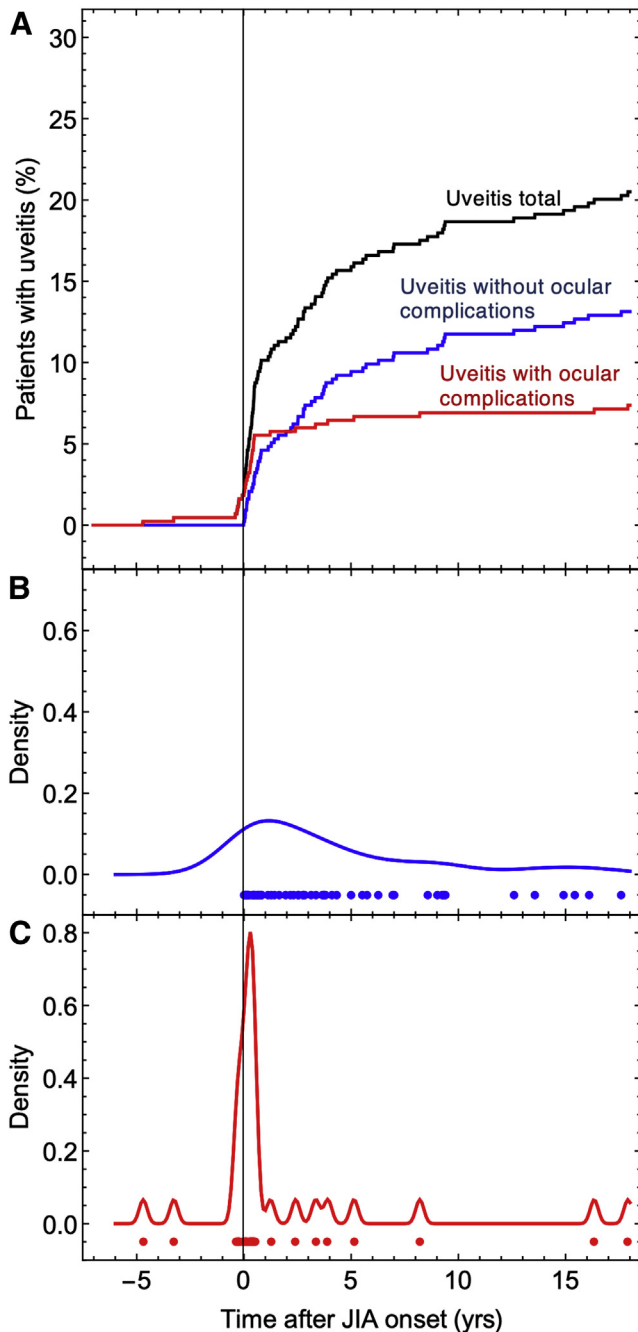 A
30
25
20
15
10
5
0
Patients with uveitis (%)
Uveitis total
Uveitis without ocular
complications
Uveitis with ocular
complications
B
0.6
0.4
0.2
0.0
Density
C
0.8
0.6
0.4
0.2
0.0
Density
−5 0 5 10 15
Time after JIA onset (yrs)